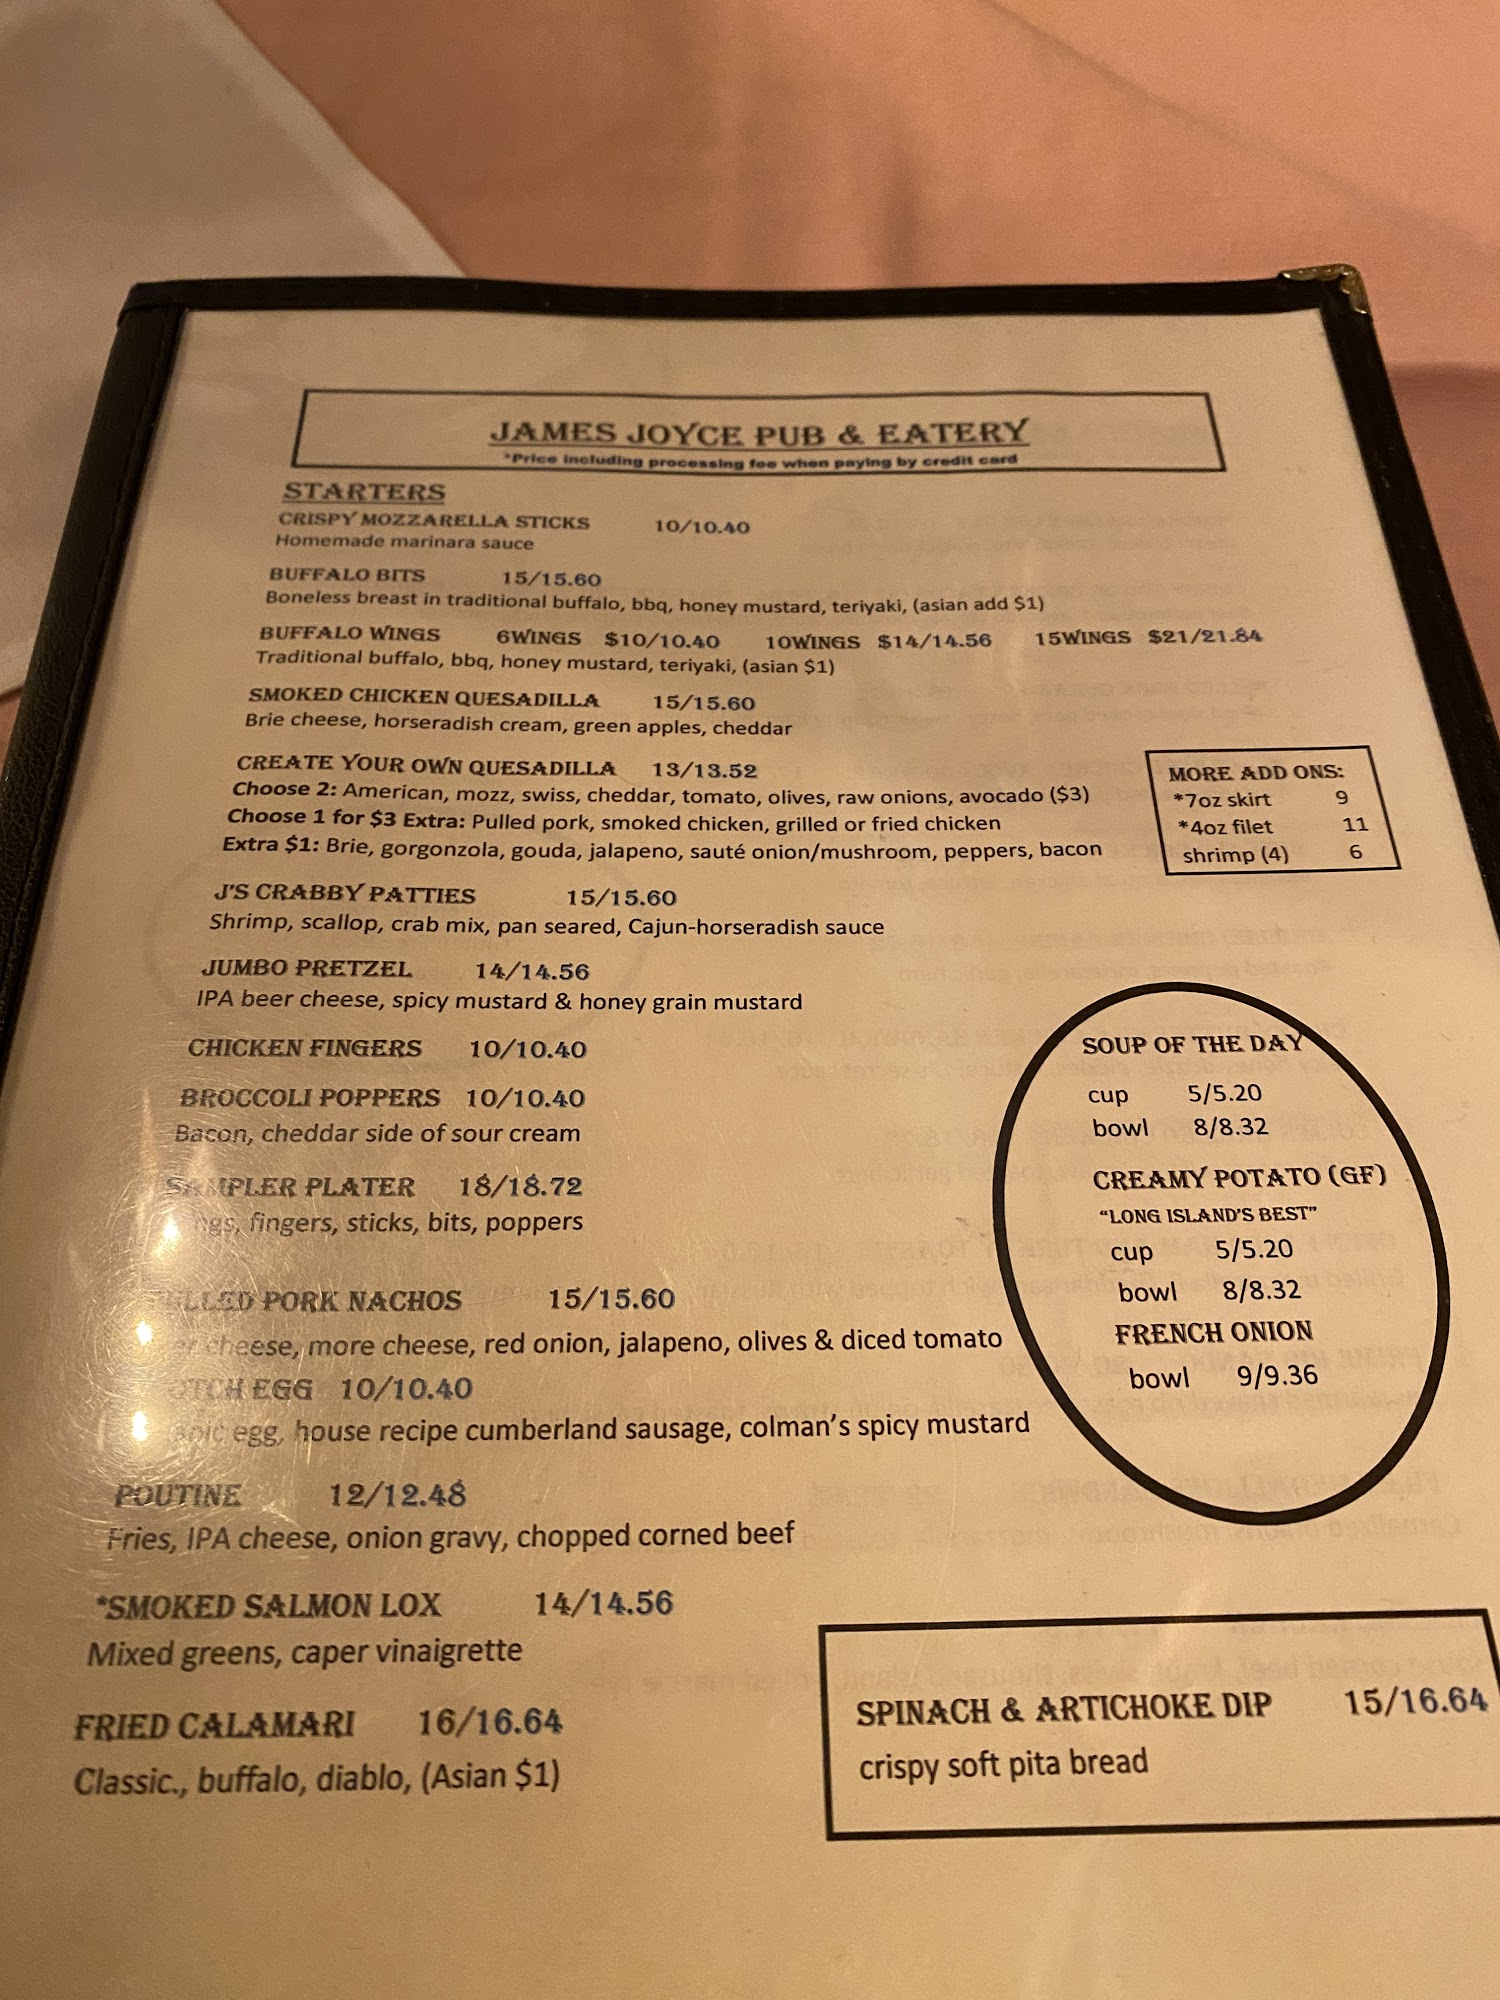 JAMES JOYCE PUB & EATERY
*Price including processing fee when paying by credit card
STARTERS
CRISPY MOZZARELLA STICKS 10/10.40
Homemade marinara sauce
BUFFALO BITS 15/15.60
Boneless breast in traditional buffalo, bbq, honey mustard, teriyaki, (asian add $1)
BUFFALO WINGS 6WINGS $10/10.40 10WINGS $14/14.56 15WINGS $21/21.84
Traditional buffalo, bbq, honey mustard, teriyaki, (asian $1)
SMOKED CHICKEN QUESADILLA 15/15.60
Brie cheese, horseradish cream, green apples, cheddar
CREATE YOUR OWN QUESADILLA 13/13.52
Choose 2: American, mozz, swiss, cheddar, tomato, olives, raw onions, avocado ($3)
Choose 1 for $3 Extra: Pulled pork, smoked chicken, grilled or fried chicken
Extra $1: Brie, gorgonzola, gouda, jalapeno, sauté onion/mushroom, peppers, bacon
MORE ADD ONS:
*7oz skirt 9
*4oz filet 11
shrimp (4) 6
J'S CRABBY PATTIES 15/15.60
Shrimp, scallop, crab mix, pan seared, Cajun-horseradish sauce
JUMBO PRETZEL 14/14.56
IPA beer cheese, spicy mustard & honey grain mustard
CHICKEN FINGERS 10/10.40
BROCCOLI POPPERS 10/10.40
Bacon, cheddar side of sour cream
SAMPLER PLATER 18/18.72
fingers, sticks, bits, poppers
PORK NACHOS 15/15.60
cheese, more cheese, red onion, jalapeno, olives & diced tomato
EGG 10/10.40
egg, house recipe cumberland sausage, colman's spicy mustard
POUTINE 12/12.48
Fries, IPA cheese, onion gravy, chopped corned beef
*SMOKED SALMON LOX 14/14.56
Mixed greens, caper vinaigrette
FRIED CALAMARI 16/16.64
Classic., buffalo, diablo, (Asian $1)
SOUP OF THE DAY
cup 5/5.20
bowl 8/8.32
CREAMY POTATO (GF)
"LONG ISLAND'S BEST"
cup 5/5.20
bowl 8/8.32
FRENCH ONION
bowl 9/9.36
SPINACH & ARTICHOKE DIP 15/16.64
crispy soft pita bread